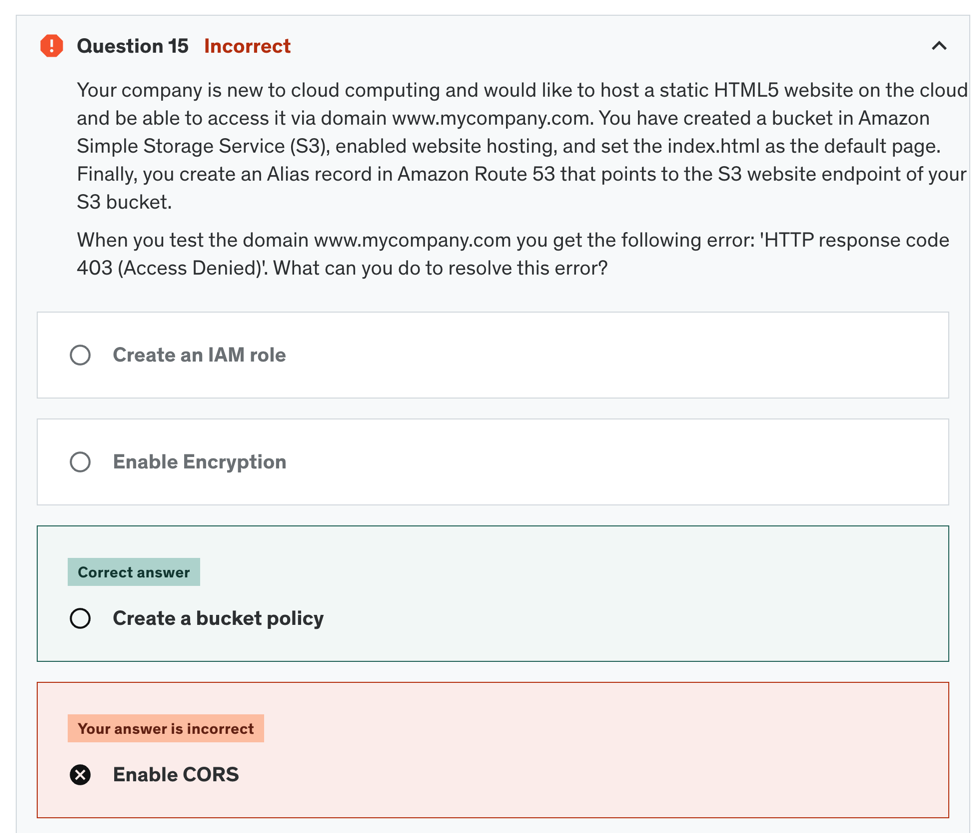 Question 15 Incorrect
Your company is new to cloud computing and would like to host a static HTML5 website on the cloud
and be able to access it via domain www.mycompany.com. You have created a bucket in Amazon
Simple Storage Service (S3), enabled website hosting, and set the index.html as the default page.
Finally, you create an Alias record in Amazon Route 53 that points to the S3 website endpoint of your
S3 bucket.
When you test the domain www.mycompany.com you get the following error: 'HTTP response code
403 (Access Denied)'. What can you do to resolve this error?
Create an IAM role
Enable Encryption
Correct answer
Create a bucket policy
Your answer is incorrect
Enable CORS